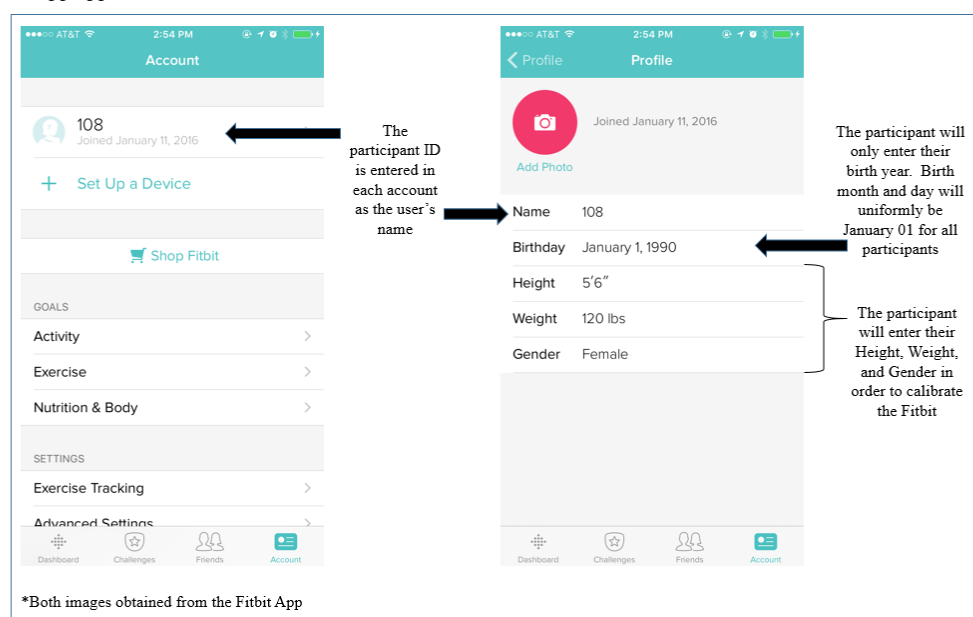 AT&T 2:54 PM
Account
108
Joined January 11, 2016
+ Set Up a Device
Shop Fitbit
GOALS
Activity
Exercise
Nutrition & Body
SETTINGS
Exercise Tracking
Advanced Settings
Dashboard Challenges Friends Account
The
participant ID
is entered in
each account
as the user's
name
AT&T 2:54 PM
Profile Profile
Joined January 11, 2016
Add Photo
Name 108
Birthday January 1, 1990
Height 5'6"
Weight 120 lbs
Gender Female
Dashboard Challenges Friends Account
The participant will
only enter their
birth year. Birth
month and day will
uniformly be
January 01 for all
participants
The participant
will enter their
Height, Weight,
and Gender in
order to calibrate
the Fitbit
*Both images obtained from the Fitbit App